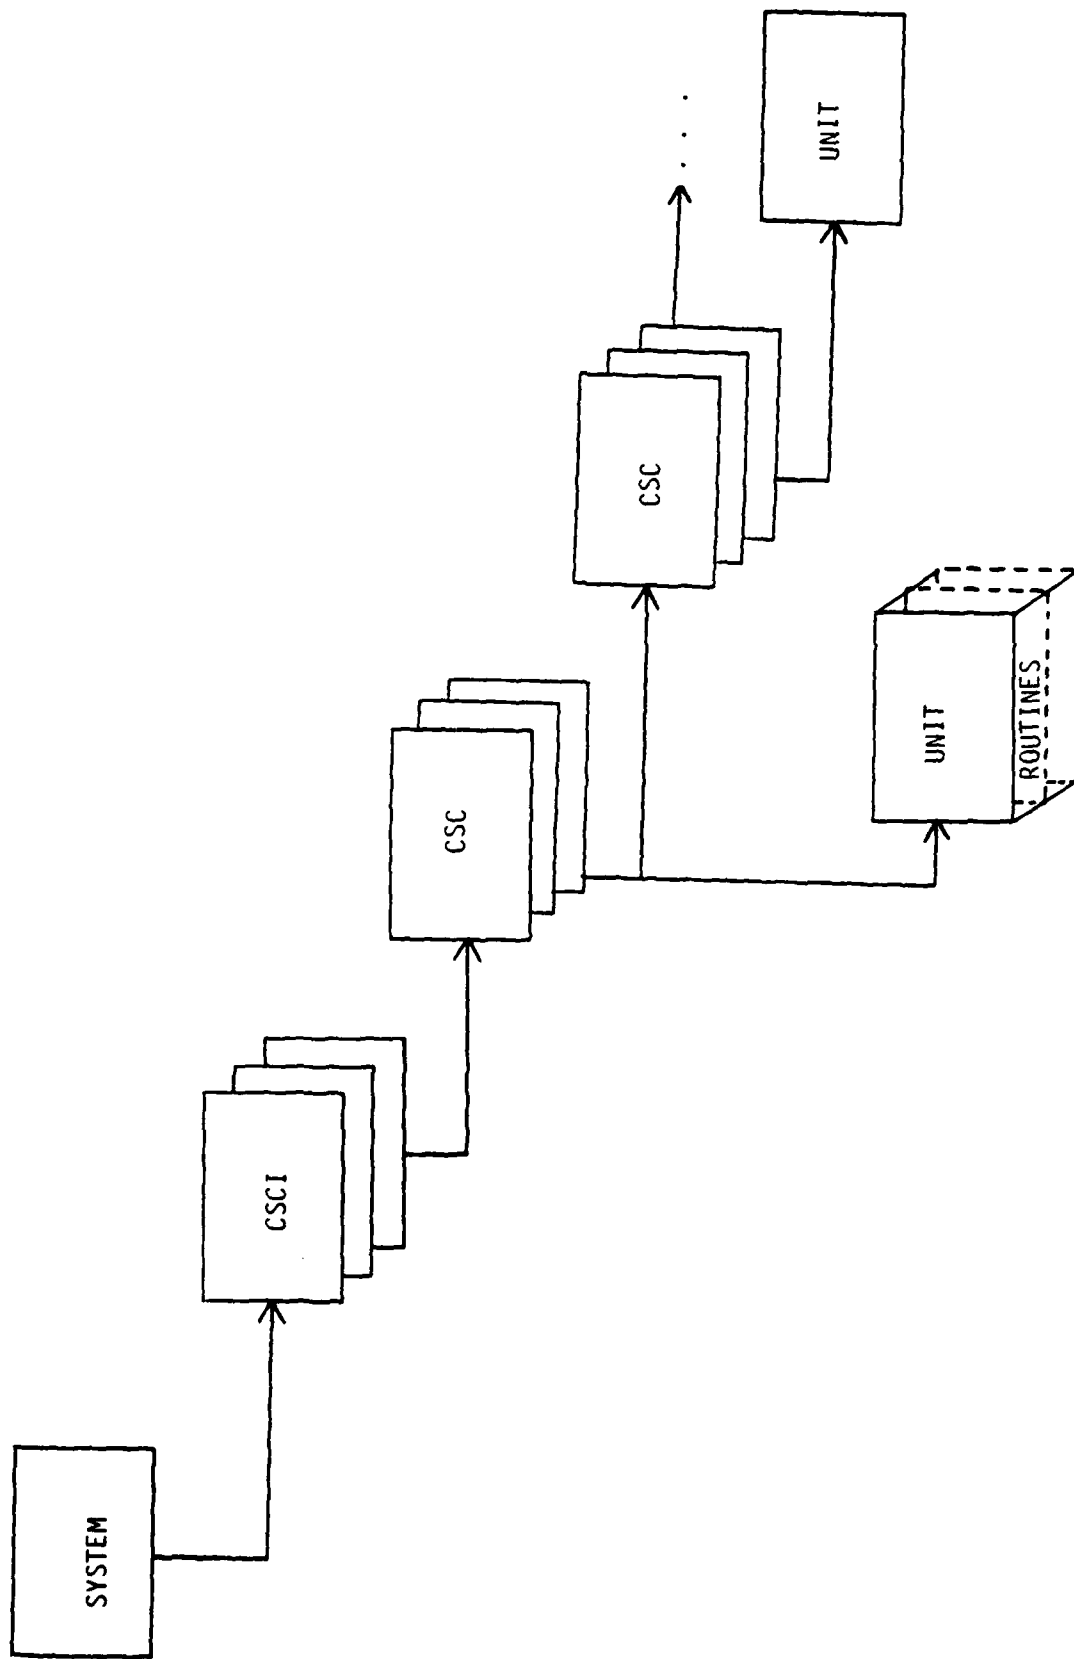 SYSTEM
CSCI
CSC
CSC
. . .
UNIT
ROUTINES
UNIT